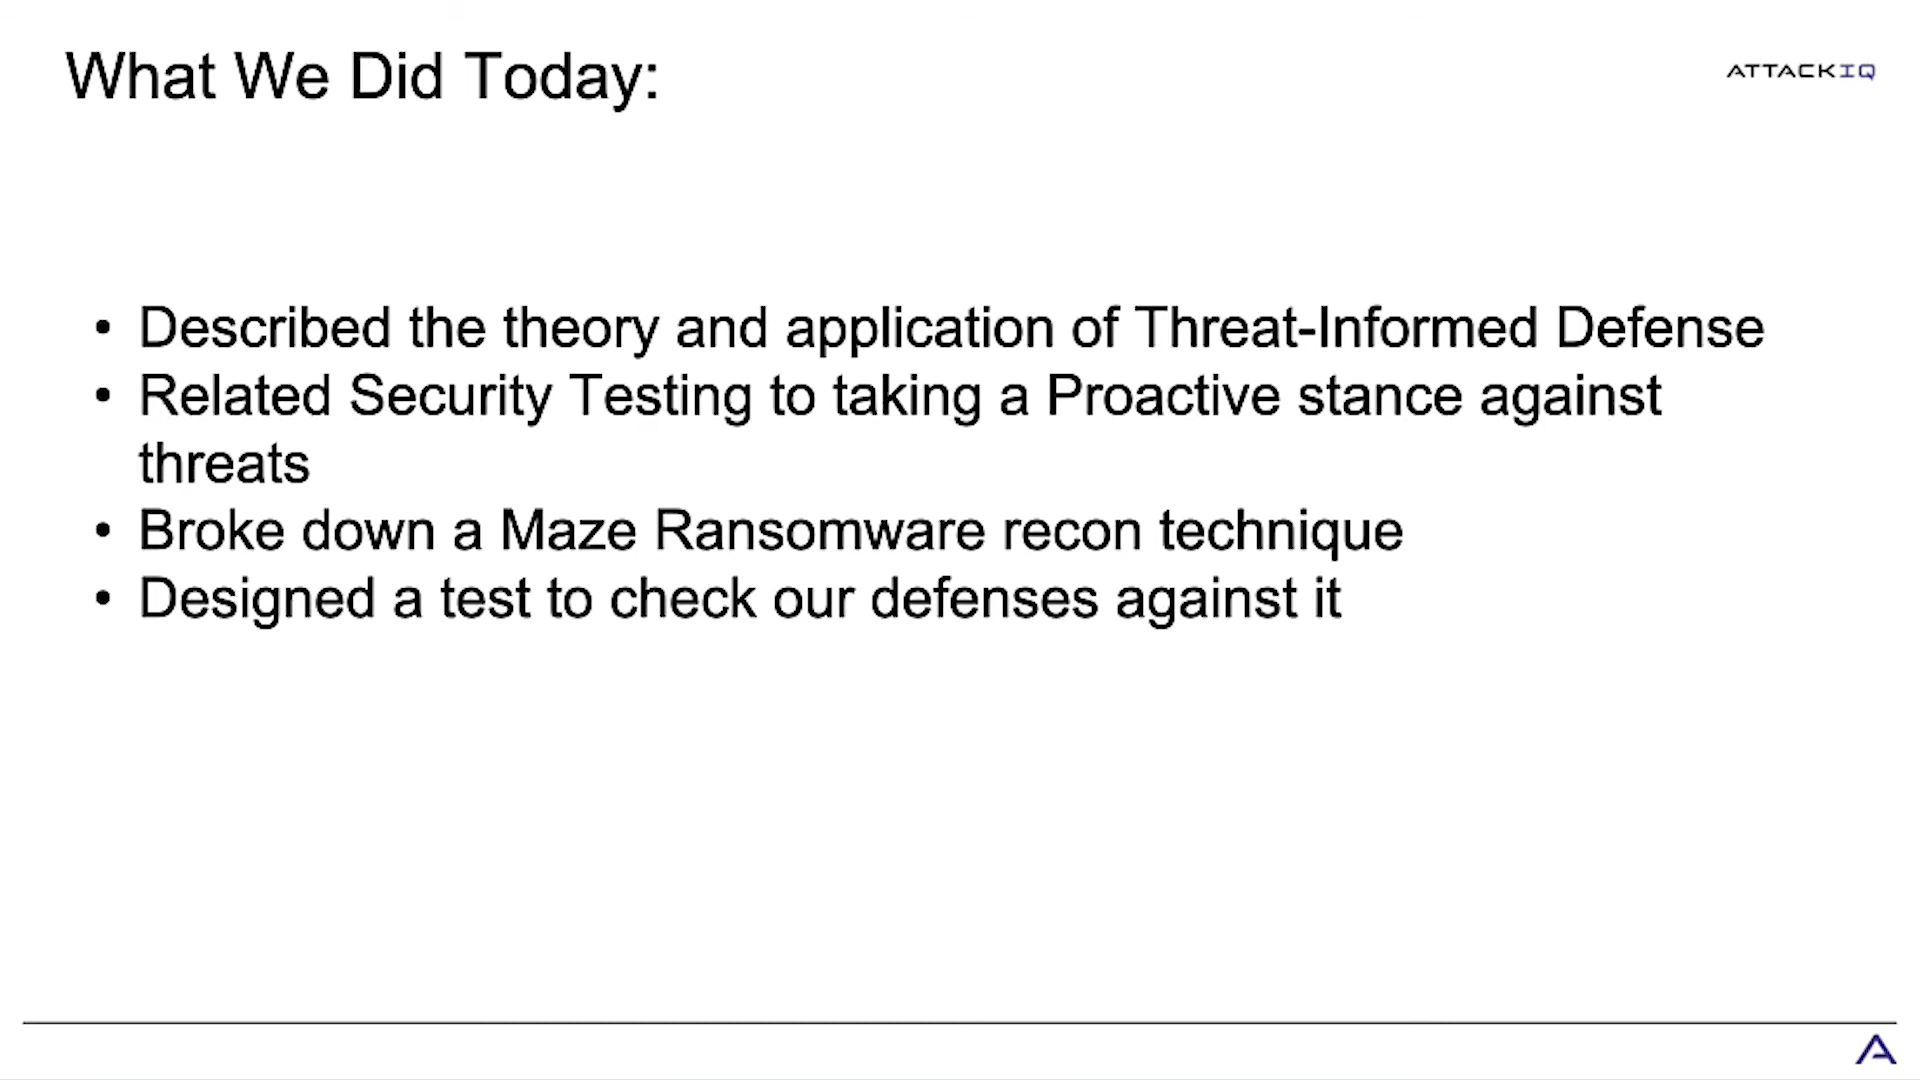 What We Did Today:
ATTACKIQ
• Described the theory and application of Threat-Informed Defense
• Related Security Testing to taking a Proactive stance against
threats
• Broke down a Maze Ransomware recon technique
• Designed a test to check our defenses against it